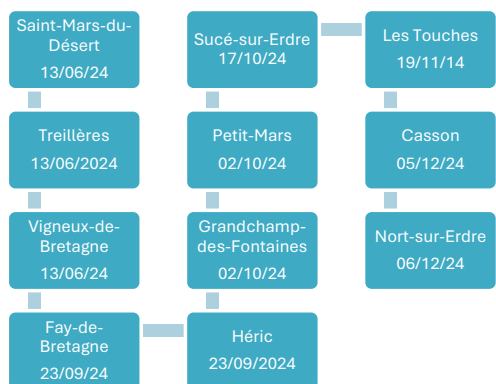 Saint-Mars-du-
Désert
13/06/24
Treillères
13/06/2024
Vigneux-de-
Bretagne
13/06/24
Fay-de-
Bretagne
23/09/24
Héric
23/09/2024
Grandchamp-
des-Fontaines
02/10/24
Petit-Mars
02/10/24
Sucé-sur-Erdre
17/10/24
Les Touches
19/11/14
Casson
05/12/24
Nort-sur-Erdre
06/12/24